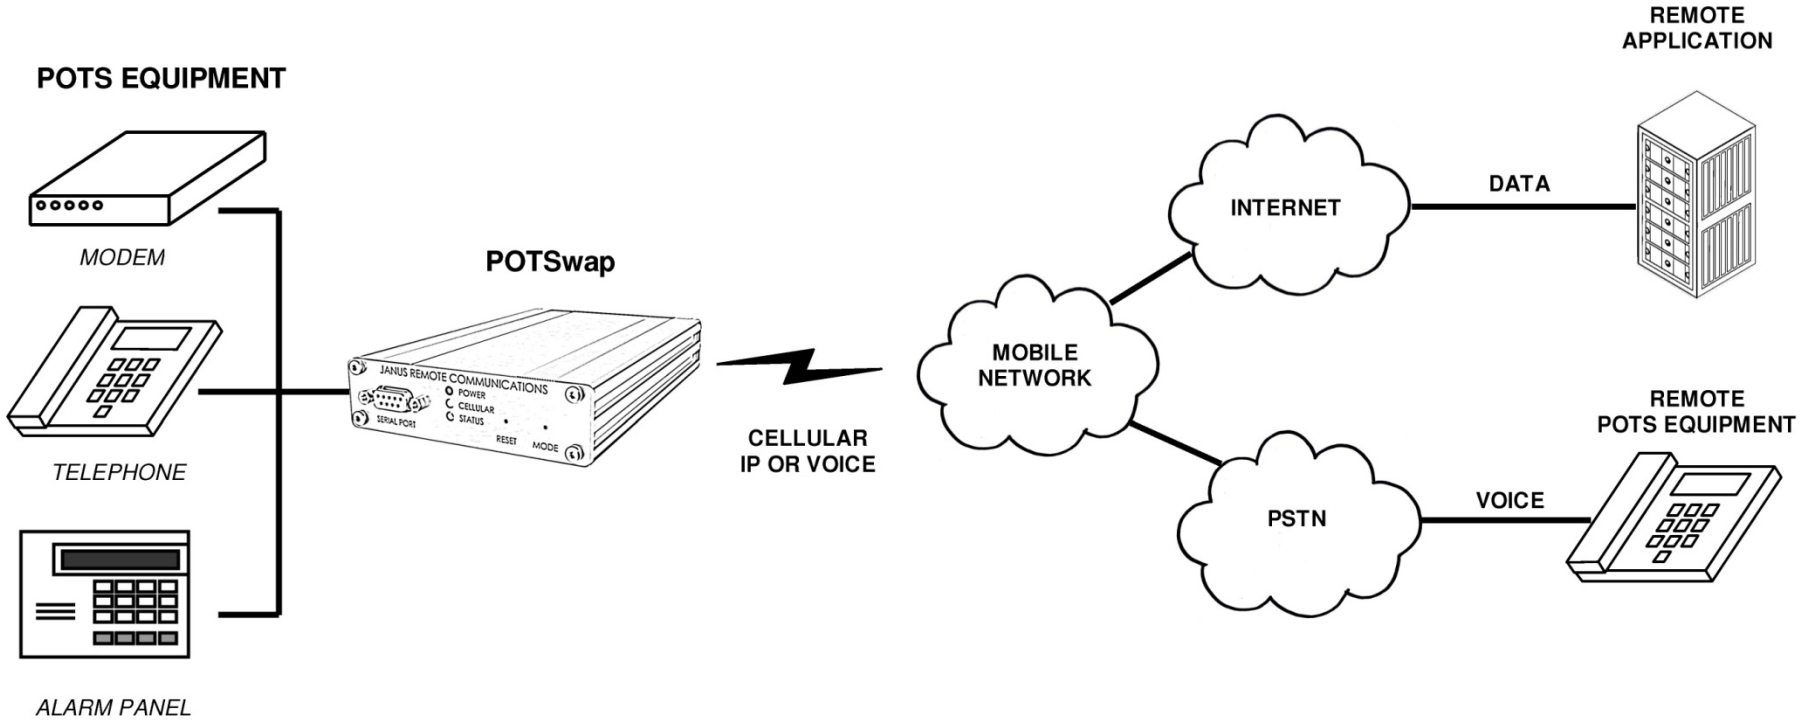 POTS EQUIPMENT
MODEM
TELEPHONE
ALARM PANEL
POTSwap
JANUS REMOTE COMMUNICATIONS
POWER
CELLULAR
STATUS
SERIAL PORT
RESET
MODE
CELLULAR
IP OR VOICE
MOBILE
NETWORK
INTERNET
DATA
REMOTE
APPLICATION
PSTN
VOICE
REMOTE
POTS EQUIPMENT